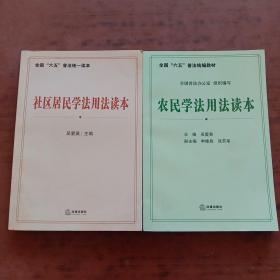 全国“六五”普法统一读本
社区居民学法用法读本
吴爱英/主编
法律出版社
全国“六五”普法统编教材
全国普法办公室 组织编写
农民学法用法读本
主编 吴爱英
法律出版社